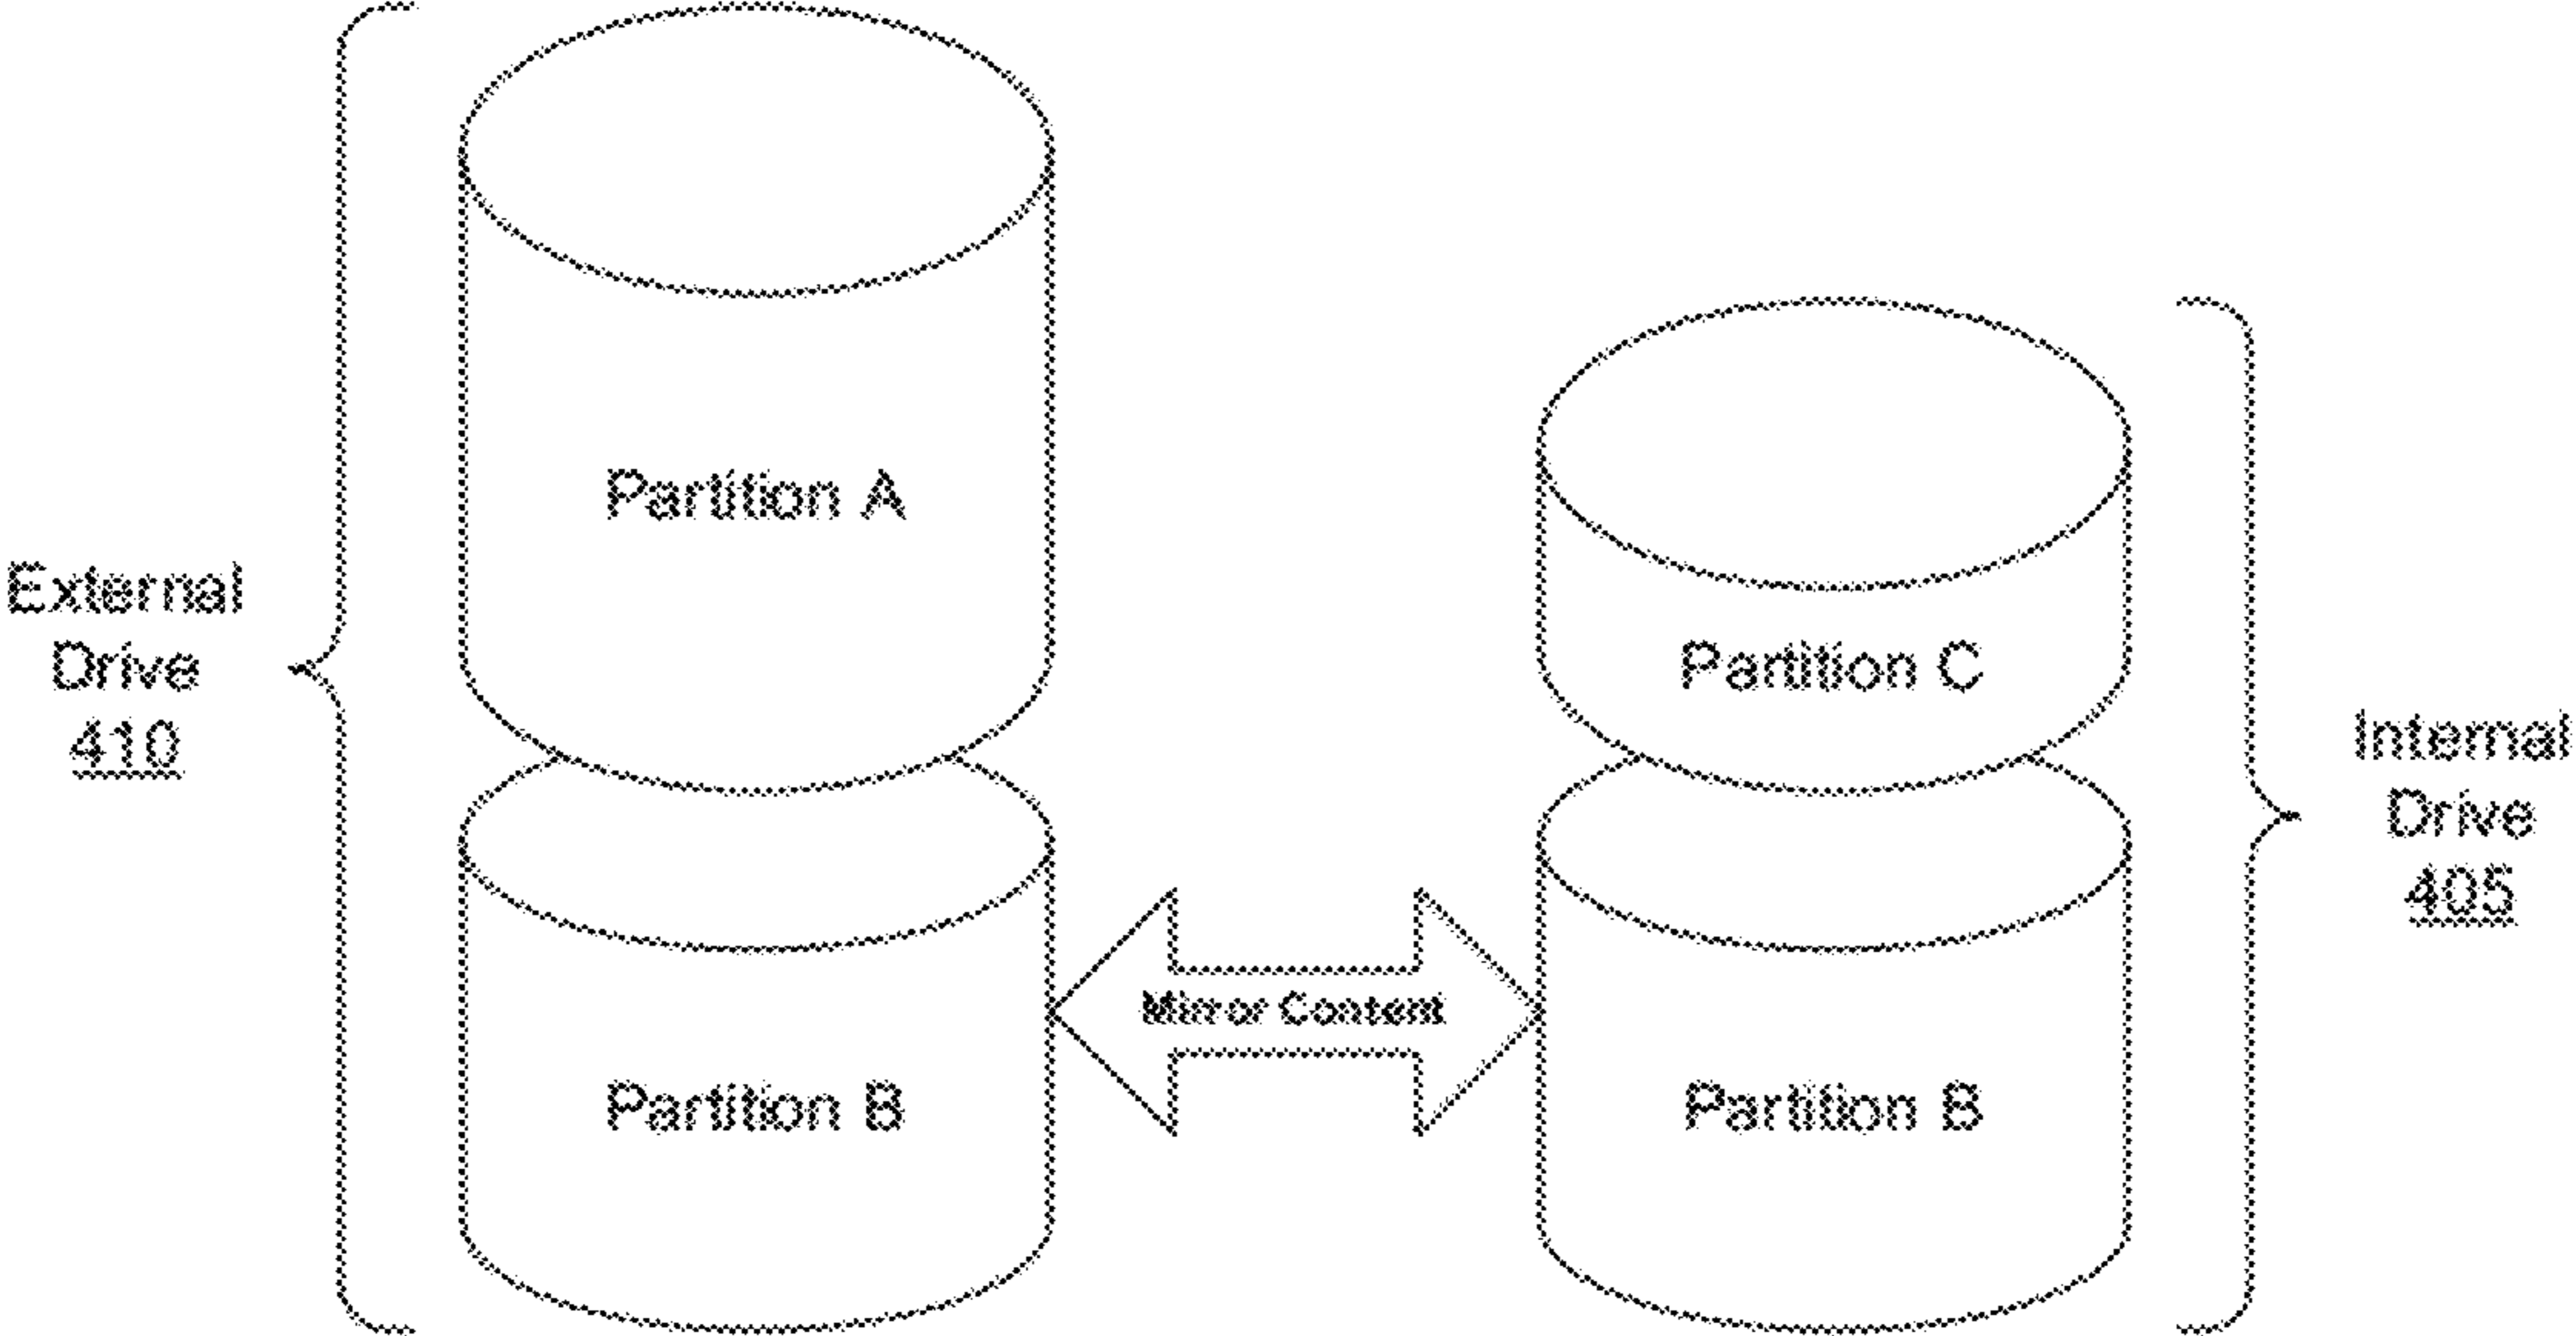 External
Drive
410
Partition A
Partition B
Mirror Content
Partition C
Partition B
Internal
Drive
405